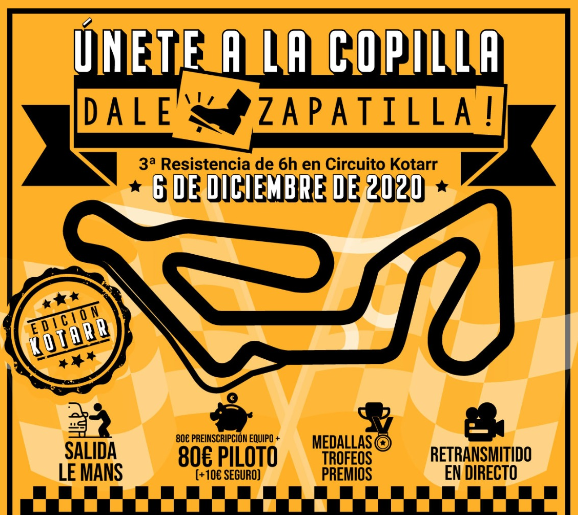 ÚNETE A LA COPILLA
DALE ZAPATILLA!
3ª Resistencia de 6h en Circuito Kotarr
6 DE DICIEMBRE DE 2020
EDICIÓN
KOTARR
SALIDA
LE MANS
€
80€ PREINSCRIPCIÓN EQUIPO +
80€ PILOTO
(+10€ SEGURO)
MEDALLAS
TROFEOS
PREMIOS
RETRANSMITIDO
EN DIRECTO